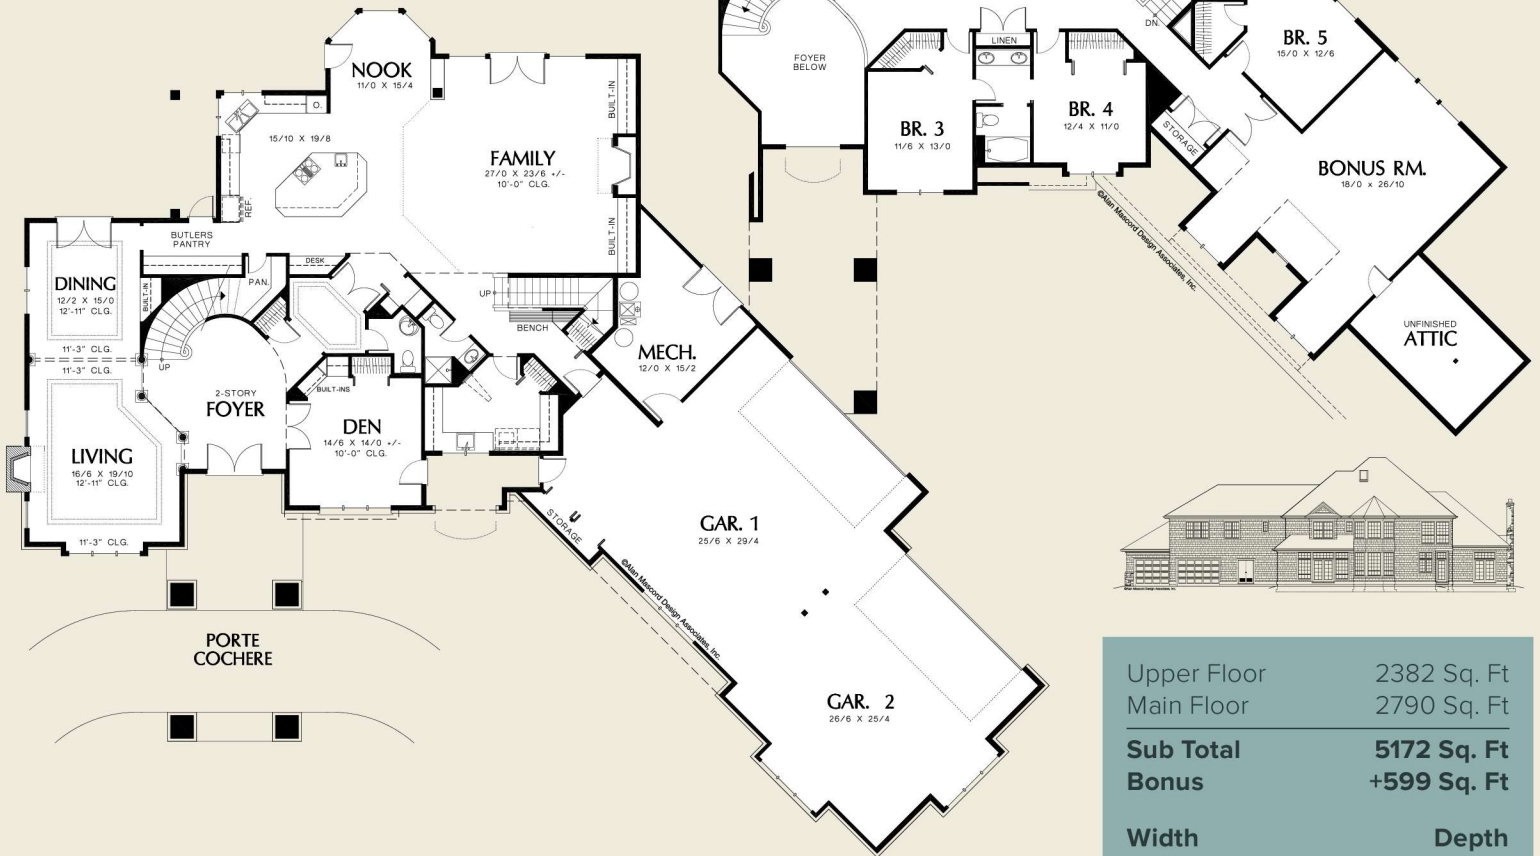 NOOK
11/0 X 15/4
15/10 X 19/8
FAMILY
27/0 X 23/6 +/-
10'-0" CLG.
BUILT-IN
BUILT-IN
REF.
BUTLERS
PANTRY
DESK
PAN.
DINING
12/2 X 15/0
12'-11" CLG.
BUILT-IN
11'-3" CLG.
11'-3" CLG.
UP
UP
BENCH
MECH.
12/0 X 15/2
2-STORY
FOYER
BUILT-INS
DEN
14/6 X 14/0 +/-
10'-0" CLG.
LIVING
16/6 X 19/10
12'-11" CLG.
11'-3" CLG.
STORAGE
GAR. 1
25/6 X 29/4
©Alan Mascord Design Associates, Inc.
GAR. 2
26/6 X 25/4
PORTE
COCHERE
FOYER
BELOW
LINEN
DN.
BR. 3
11/6 X 13/0
BR. 4
12/4 X 11/0
BR. 5
15/0 X 12/6
STORAGE
BONUS RM.
18/0 x 26/10
©Alan Mascord Design Associates, Inc.
UNFINISHED
ATTIC
Upper Floor 2382 Sq. Ft
Main Floor 2790 Sq. Ft
Sub Total 5172 Sq. Ft
Bonus +599 Sq. Ft
Width Depth